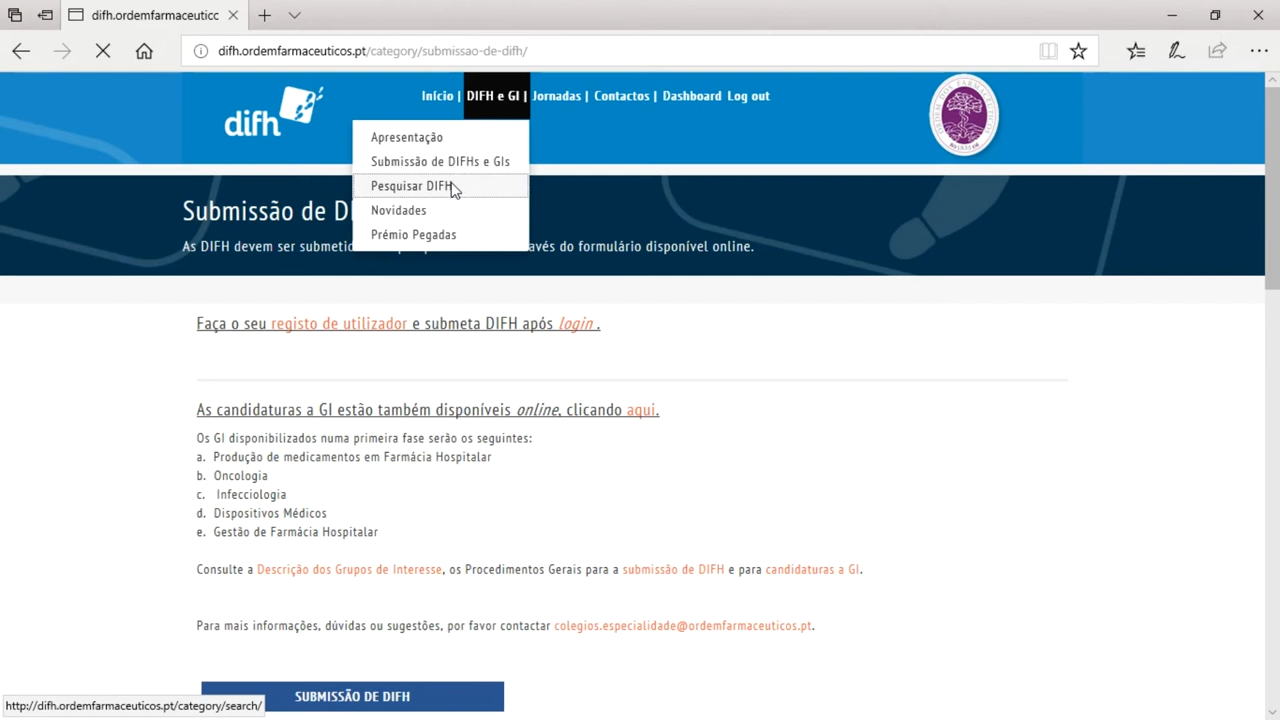 difh.ordemfarmaceuticc
difh.ordemfarmaceuticos.pt/category/submissao-de-difh/
difh
Início | DIFH e GI | Jornadas | Contactos | Dashboard Log out
Apresentação
Submissão de DIFHs e GIs
Pesquisar DIFH
Novidades
Prémio Pegadas
Submissão de DI
As DIFH devem ser submetid avés do formulário disponível online.
Faça o seu registo de utilizador e submeta DIFH após login .
As candidaturas a GI estão também disponíveis online, clicando aqui.
Os GI disponibilizados numa primeira fase serão os seguintes:
a. Produção de medicamentos em Farmácia Hospitalar
b. Oncologia
c. Infecciologia
d. Dispositivos Médicos
e. Gestão de Farmácia Hospitalar
Consulte a Descrição dos Grupos de Interesse, os Procedimentos Gerais para a submissão de DIFH e para candidaturas a GI.
Para mais informações, dúvidas ou sugestões, por favor contactar colegios.especialidade@ordemfarmaceuticos.pt.
SUBMISSÃO DE DIFH
http://difh.ordemfarmaceuticos.pt/category/search/